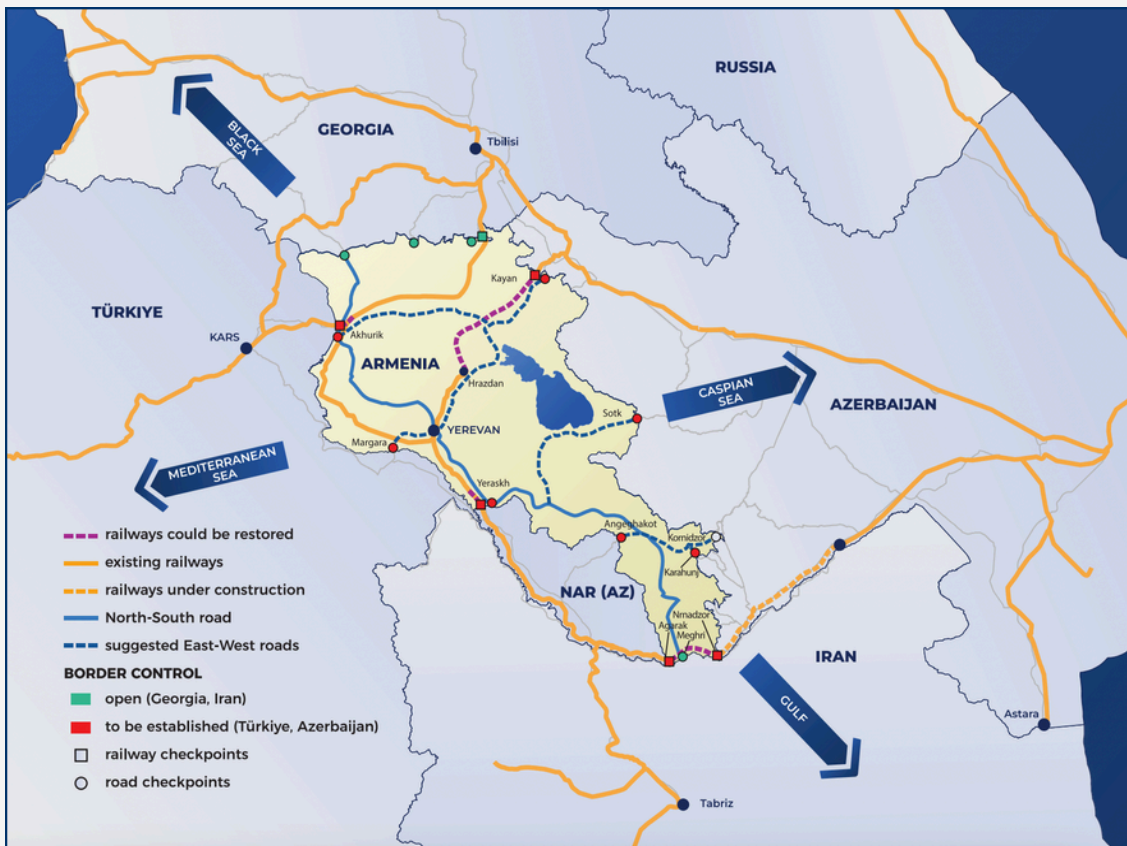 RUSSIA
BLACK
SEA
GEORGIA
Tbilisi
Kayan
TÜRKIYE
KARS
Akhurik
ARMENIA
Hrazdan
CASPIAN
SEA
AZERBAIJAN
Sotk
YEREVAN
Margara
MEDITERRANEAN
SEA
Yeraskh
Angeghakot
Kornidzor
Karahunj
NAR (AZ)
Nrnadzor
Agarak
Meghri
IRAN
GULF
Astara
Tabriz
railways could be restored
existing railways
railways under construction
North-South road
suggested East-West roads
BORDER CONTROL
open (Georgia, Iran)
to be established (Türkiye, Azerbaijan)
railway checkpoints
road checkpoints